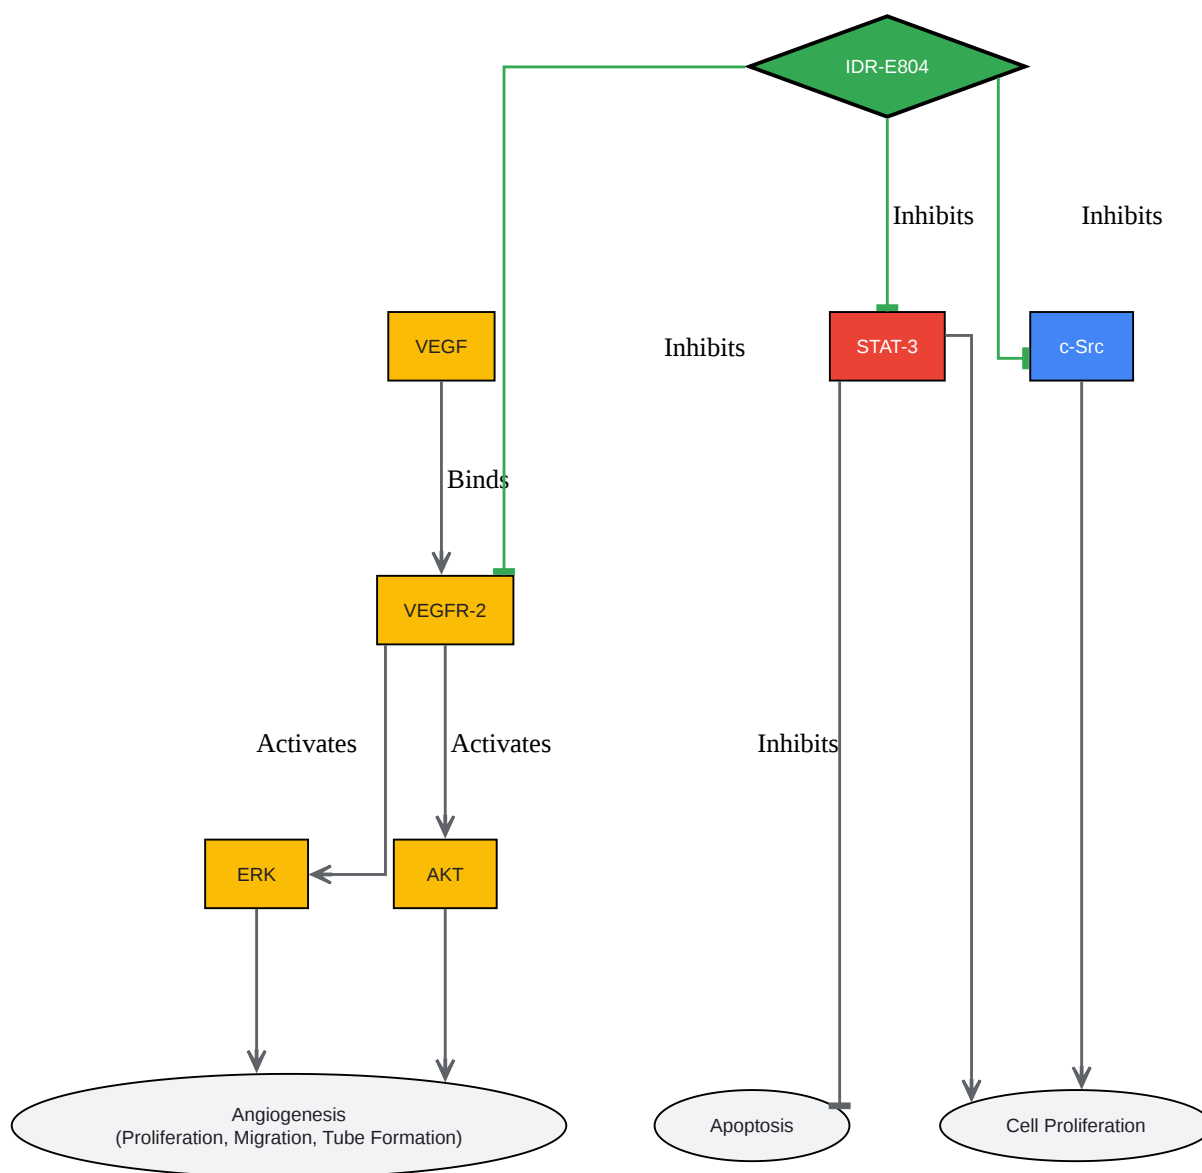 IDR-E804
Inhibits
Inhibits
VEGF
Inhibits
STAT-3
c-Src
Binds
VEGFR-2
Activates
Activates
Inhibits
ERK
AKT
Angiogenesis
(Proliferation, Migration, Tube Formation)
Apoptosis
Cell Proliferation